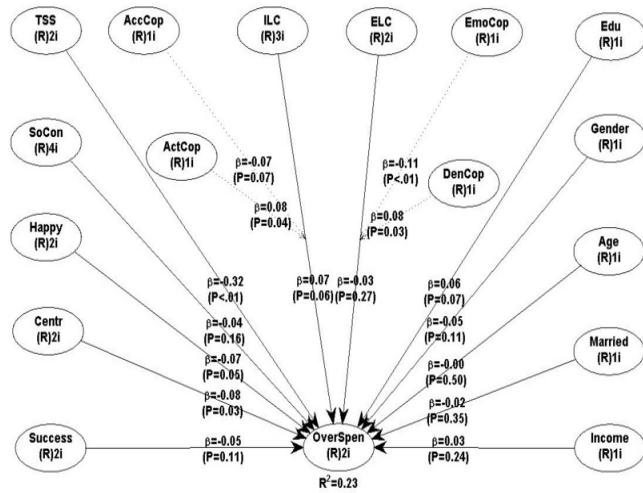 TSS
(R)2i
AccCop
(R)1i
ILC
(R)3i
ELC
(R)2i
EmoCop
(R)1i
Edu
(R)1i
SoCon
(R)4i
ActCop
(R)1i
β=-0.07
(P=0.07)
β=-0.11
(P<.01)
DenCop
(R)1i
Gender
(R)1i
β=0.08
(P=0.04)
β=0.08
(P=0.03)
Happy
(R)2i
Age
(R)1i
β=-0.32
(P<.01)
β=0.07
(P=0.06)
β=-0.03
(P=0.27)
β=0.06
(P=0.07)
Centr
(R)2i
β=-0.04
(P=0.16)
β=-0.05
(P=0.11)
Married
(R)1i
β=-0.07
(P=0.05)
β=-0.00
(P=0.50)
β=-0.08
(P=0.03)
β=-0.02
(P=0.35)
Success
(R)2i
β=-0.05
(P=0.11)
OverSpen
(R)2i
β=0.03
(P=0.24)
Income
(R)1i
R²=0.23